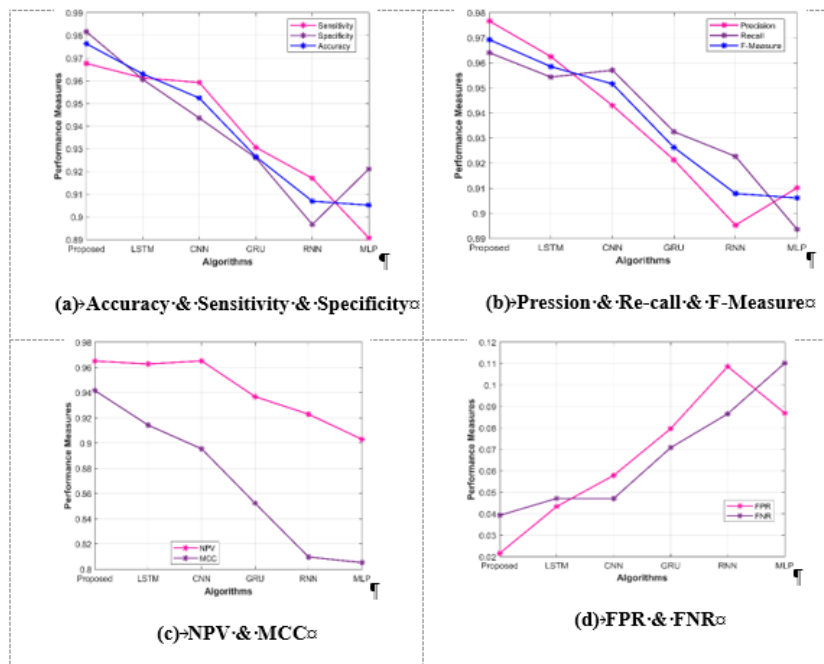 0.99
0.98
0.97
0.96
0.95
0.94
0.93
0.92
0.91
0.9
0.89
Performance Measures
Sensitivity
Specificity
Accuracy
Proposed LSTM CNN GRU RNN MLP
Algorithms
¶
(a)→Accuracy·&·Sensitivity·&·Specificity¤
0.98
0.97
0.96
0.95
0.94
0.93
0.92
0.91
0.9
0.89
Performance Measures
Precision
Recall
F-Measure
Proposed LSTM CNN GRU RNN MLP
Algorithms
¶
(b)→Pression·&·Re-call·&·F-Measure¤
0.98
0.96
0.94
0.92
0.9
0.88
0.86
0.84
0.82
0.8
Performance Measures
NPV
MCC
Proposed LSTM CNN GRU RNN MLP
Algorithms
¶
(c)→NPV·&·MCC¤
0.12
0.11
0.1
0.09
0.08
0.07
0.06
0.05
0.04
0.03
0.02
Performance Measures
FPR
FNR
Proposed LSTM CNN GRU RNN MLP
Algorithms
¶
(d)→FPR·&·FNR¤